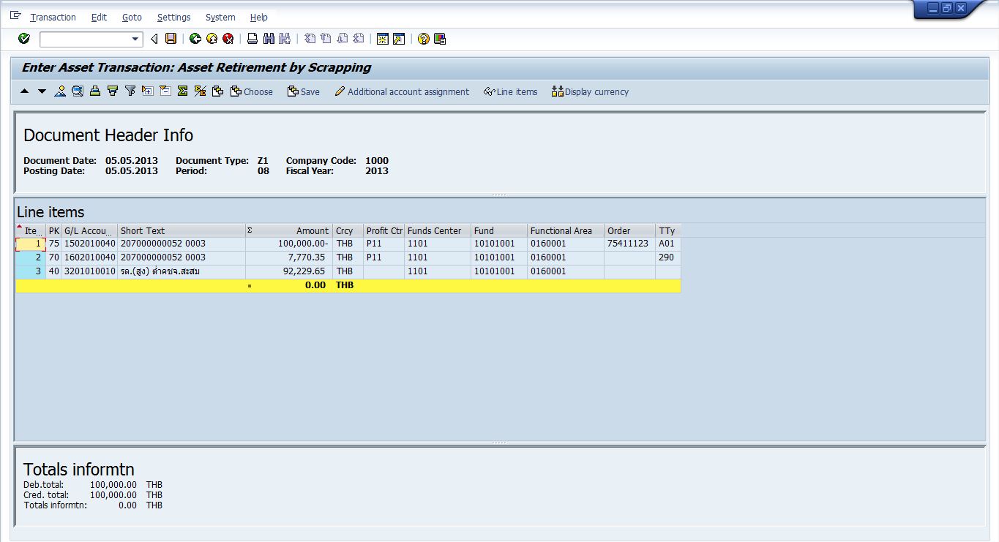 Transaction Edit Goto Settings System Help
Enter Asset Transaction: Asset Retirement by Scrapping
Choose Save Additional account assignment Line items Display currency
Document Header Info
Document Date: 05.05.2013 Document Type: Z1 Company Code: 1000
Posting Date: 05.05.2013 Period: 08 Fiscal Year: 2013
Line items
Ite... PK G/L Accou... Short Text Σ Amount Crcy Profit Ctr Funds Center Fund Functional Area Order TTy
1 75 1502010040 207000000052 0003 100,000.00- THB P11 1101 10101001 0160001 75411123 A01
2 70 1602010040 207000000052 0003 7,770.35 THB P11 1101 10101001 0160001 290
3 40 3201010010 รต.(สูง) ต่ำคชจ.สะสม 92,229.65 THB 1101 10101001 0160001
0.00 THB
Totals informtn
Deb.total: 100,000.00 THB
Cred. total: 100,000.00 THB
Totals informtn: 0.00 THB